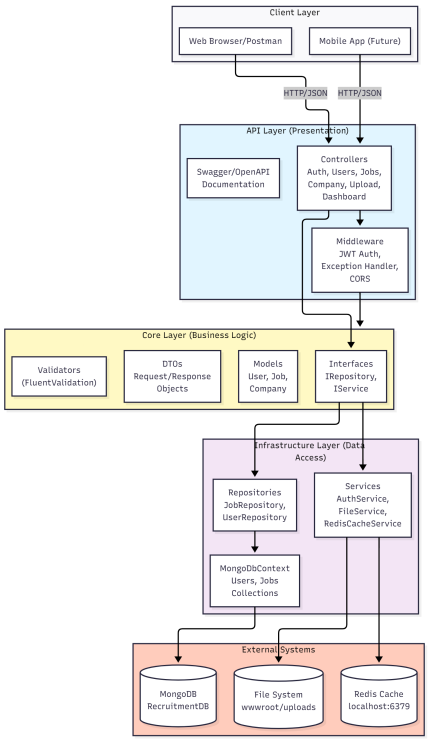 Client Layer
Web Browser/Postman
Mobile App (Future)
HTTP/JSON
HTTP/JSON
API Layer (Presentation)
Swagger/OpenAPI
Documentation
Controllers
Auth, Users, Jobs,
Company, Upload,
Dashboard
Middleware
JWT Auth,
Exception Handler,
CORS
Core Layer (Business Logic)
Validators
(FluentValidation)
DTOs
Request/Response
Objects
Models
User, Job,
Company
Interfaces
IRepository,
IService
Infrastructure Layer (Data
Access)
Repositories
JobRepository,
UserRepository
Services
AuthService,
FileService,
RedisCacheService
MongoDbContext
Users, Jobs
Collections
External Systems
MongoDB
RecruitmentDB
File System
wwwroot/uploads
Redis Cache
localhost:6379